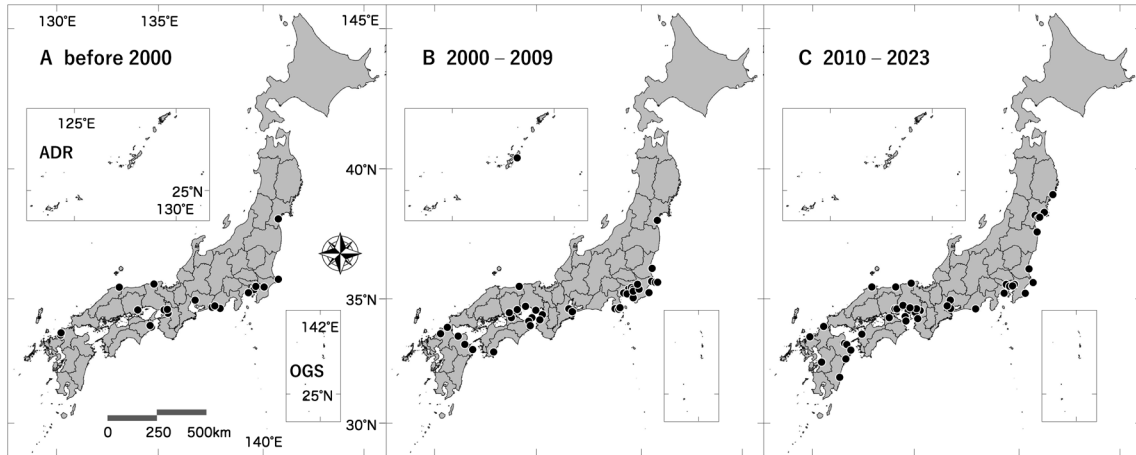 130°E 135°E 145°E
A before 2000
B 2000 – 2009
C 2010 – 2023
125°E
ADR
25°N
130°E
40°N
35°N
142°E
OGS
25°N
0 250 500km
30°N
140°E